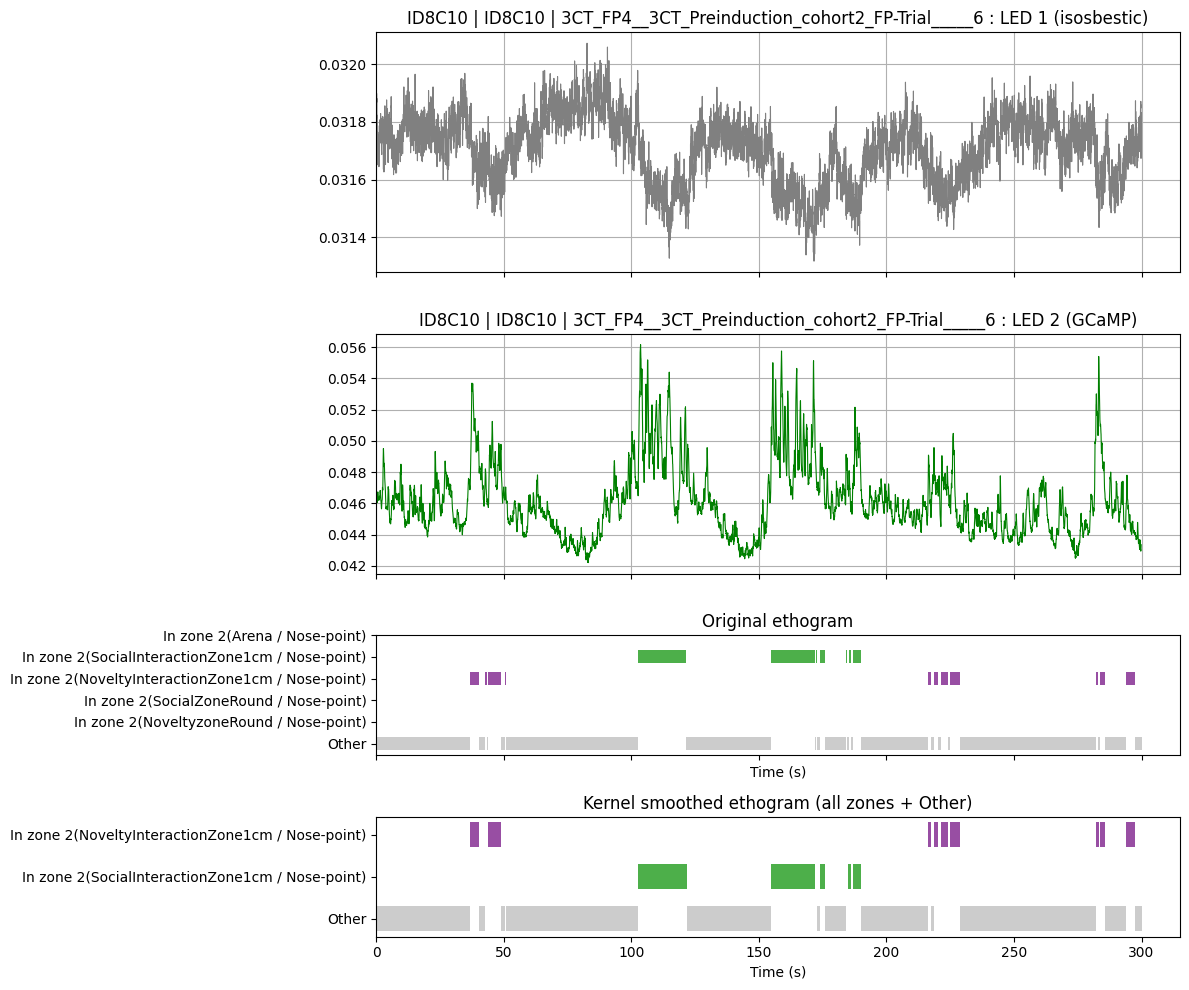 ID8C10 | ID8C10 | 3CT_FP4__3CT_Preinduction_cohort2_FP-Trial_____6 : LED 1 (isosbestic)
0.0320
0.0318
0.0316
0.0314
ID8C10 | ID8C10 | 3CT_FP4__3CT_Preinduction_cohort2_FP-Trial_____6 : LED 2 (GCaMP)
0.056
0.054
0.052
0.050
0.048
0.046
0.044
0.042
Original ethogram
In zone 2(Arena / Nose-point)
In zone 2(SocialInteractionZone1cm / Nose-point)
In zone 2(NoveltyInteractionZone1cm / Nose-point)
In zone 2(SocialZoneRound / Nose-point)
In zone 2(NoveltyzoneRound / Nose-point)
Other
Time (s)
Kernel smoothed ethogram (all zones + Other)
In zone 2(NoveltyInteractionZone1cm / Nose-point)
In zone 2(SocialInteractionZone1cm / Nose-point)
Other
0 50 100 150 200 250 300
Time (s)